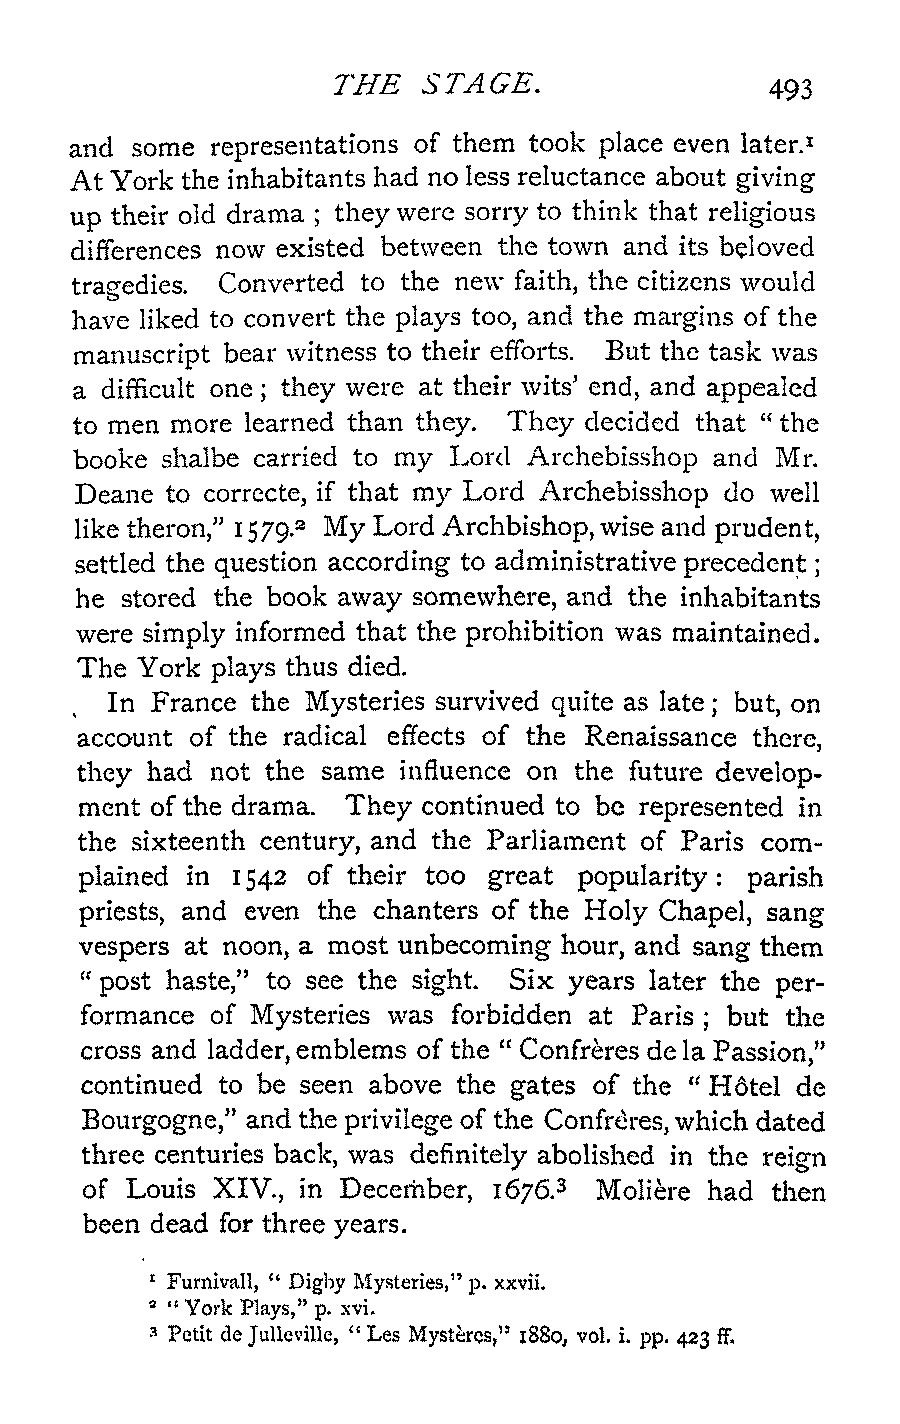 THE STAGE. 493
and some representations of them took place even later.¹
At York the inhabitants had no less reluctance about giving
up their old drama ; they were sorry to think that religious
differences now existed between the town and its beloved
tragedies. Converted to the new faith, the citizens would
have liked to convert the plays too, and the margins of the
manuscript bear witness to their efforts. But the task was
a difficult one ; they were at their wits’ end, and appealed
to men more learned than they. They decided that “ the
booke shalbe carried to my Lord Archebisshop and Mr.
Deane to correcte, if that my Lord Archebisshop do well
like theron,” 1579.² My Lord Archbishop, wise and prudent,
settled the question according to administrative precedent ;
he stored the book away somewhere, and the inhabitants
were simply informed that the prohibition was maintained.
The York plays thus died.
In France the Mysteries survived quite as late ; but, on
account of the radical effects of the Renaissance there,
they had not the same influence on the future develop-
ment of the drama. They continued to be represented in
the sixteenth century, and the Parliament of Paris com-
plained in 1542 of their too great popularity : parish
priests, and even the chanters of the Holy Chapel, sang
vespers at noon, a most unbecoming hour, and sang them
“ post haste,” to see the sight. Six years later the per-
formance of Mysteries was forbidden at Paris ; but the
cross and ladder, emblems of the “ Confrères de la Passion,”
continued to be seen above the gates of the “ Hôtel de
Bourgogne,” and the privilege of the Confrères, which dated
three centuries back, was definitely abolished in the reign
of Louis XIV., in December, 1676.³ Molière had then
been dead for three years.
¹ Furnivall, “ Digby Mysteries,” p. xxvii.
² “ York Plays,” p. xvi.
³ Petit de Julleville, “ Les Mystères,” 1880, vol. i. pp. 423 ff.